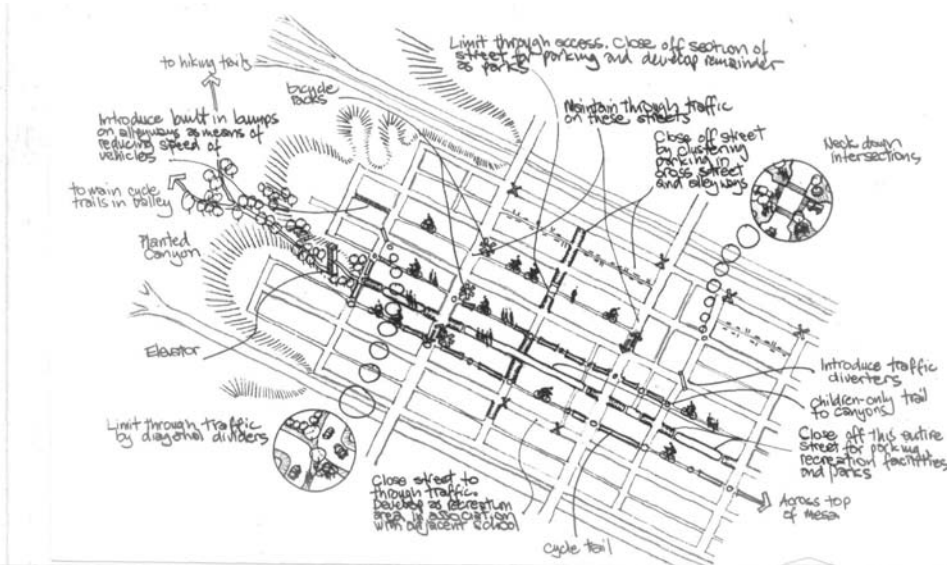 Limit through access. Close off section of
street for parking and develop remainder
as parks
to hiking trails
bicycle
racks
Maintain through traffic
on these streets
Introduce built in bumps
on alleyways as means of
reducing speed of
vehicles
Close off street
by clustering
parking in
cross street
and alleyways
Neck down
intersections
to main cycle
trails in valley
Planted
Canyon
Elevator
Introduce traffic
diverters
children-only trail
to canyons
Limit through traffic
by diagonal dividers
Close off this entire
street for parking
recreation facilities
and parks
Close street to
through traffic.
Develop as recreation
area in association
with adjacent school
Across top
of mesa
cycle trail